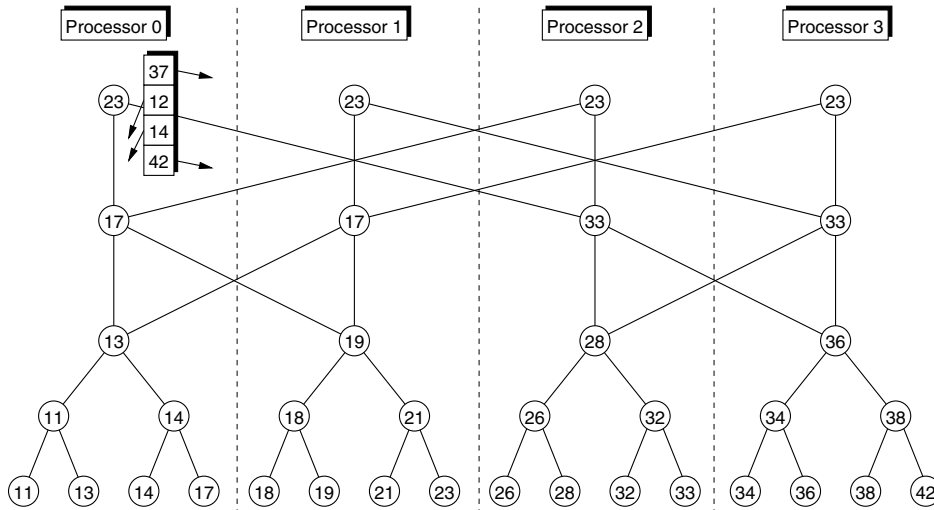 Processor 0 Processor 1 Processor 2 Processor 3
37
23 12 23 23 23
14
42
17 17 33 33
13 19 28 36
11 14 18 21 26 32 34 38
11 13 14 17 18 19 21 23 26 28 32 33 34 36 38 42